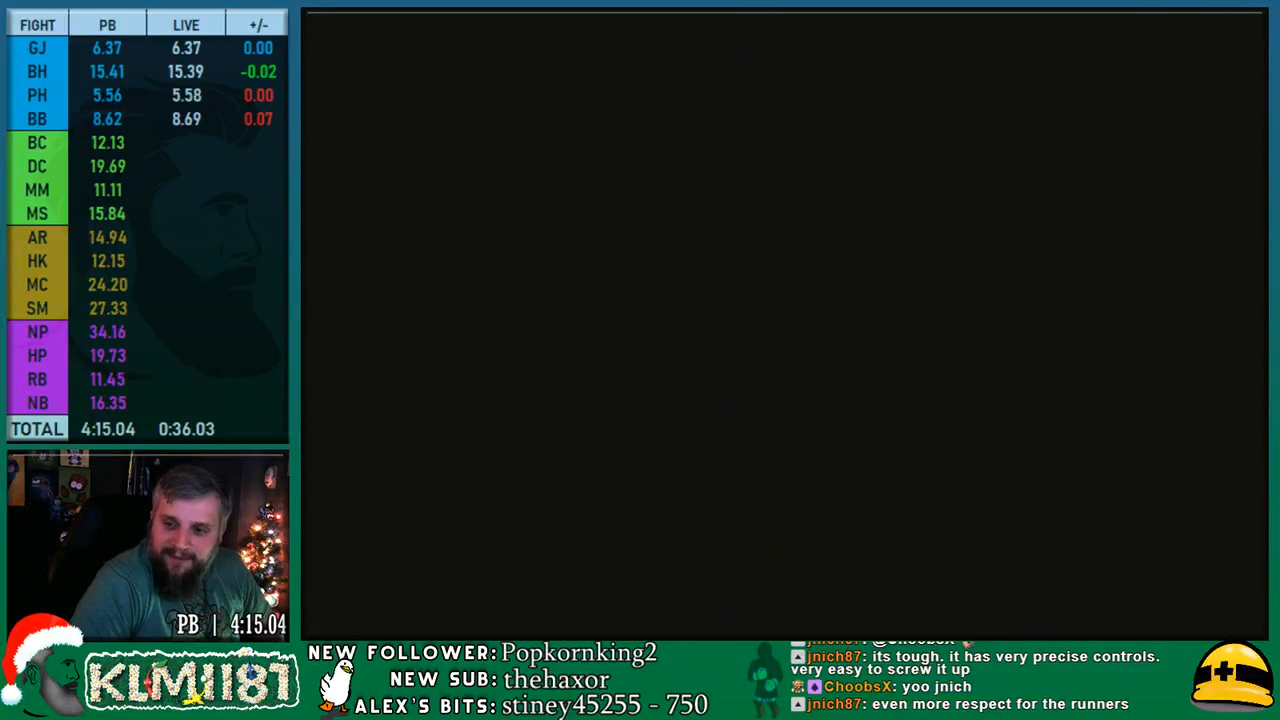 FIGHT PB LIVE +/-
GJ 6.37 6.37 0.00
BH 15.41 15.39 -0.02
PH 5.56 5.58 0.00
BB 8.62 8.69 0.07
BC 12.13
DC 19.69
MM 11.11
MS 15.84
AR 14.94
HK 12.15
MC 24.20
SM 27.33
NP 34.16
HP 19.73
RB 11.45
NB 16.35
TOTAL 4:15.04 0:36.03
PB | 4:15.04
KLM1187
NEW FOLLOWER: Popkornking2
NEW SUB: thehaxor
ALEX'S BITS: stiney45255 - 750
jnich87: @ChoobsX
jnich87: its tough. it has very precise controls.
very easy to screw it up
ChoobsX: yoo jnich
jnich87: even more respect for the runners